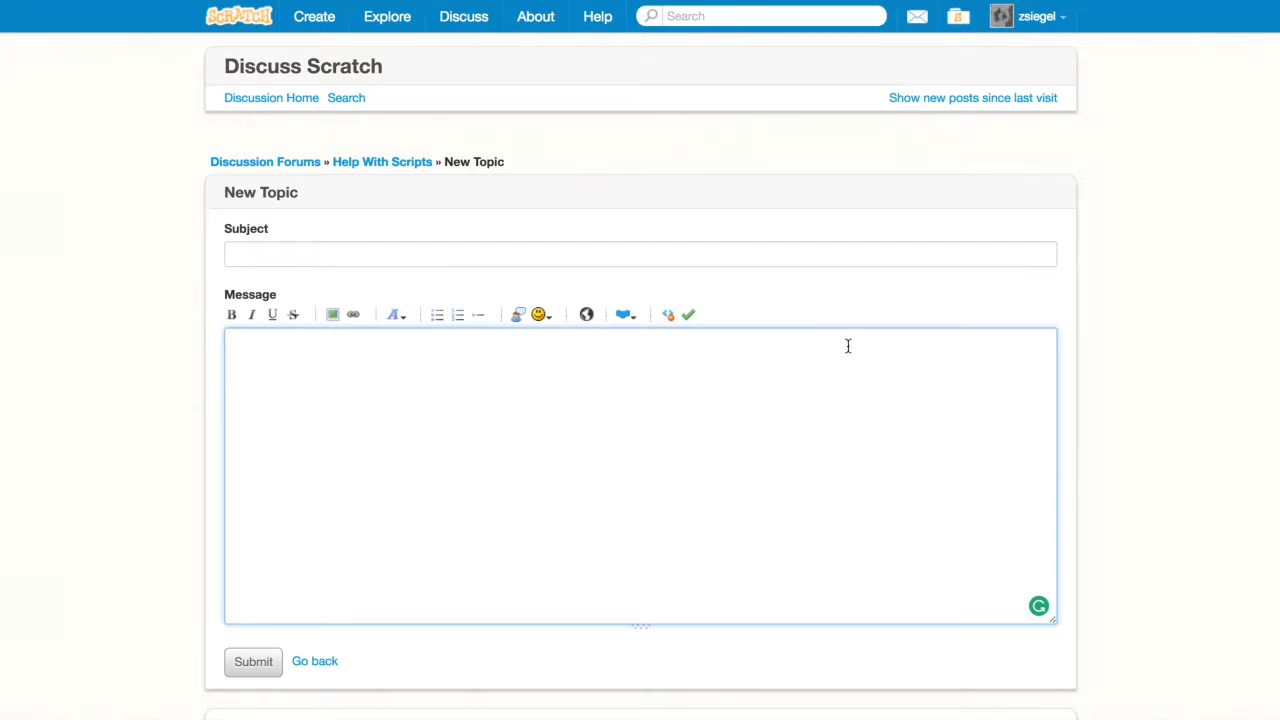 SCRATCH Create Explore Discuss About Help Search zsiegel
Discuss Scratch
Discussion Home Search Show new posts since last visit
Discussion Forums » Help With Scripts » New Topic
New Topic
Subject
Message
B I U S A
Submit Go back